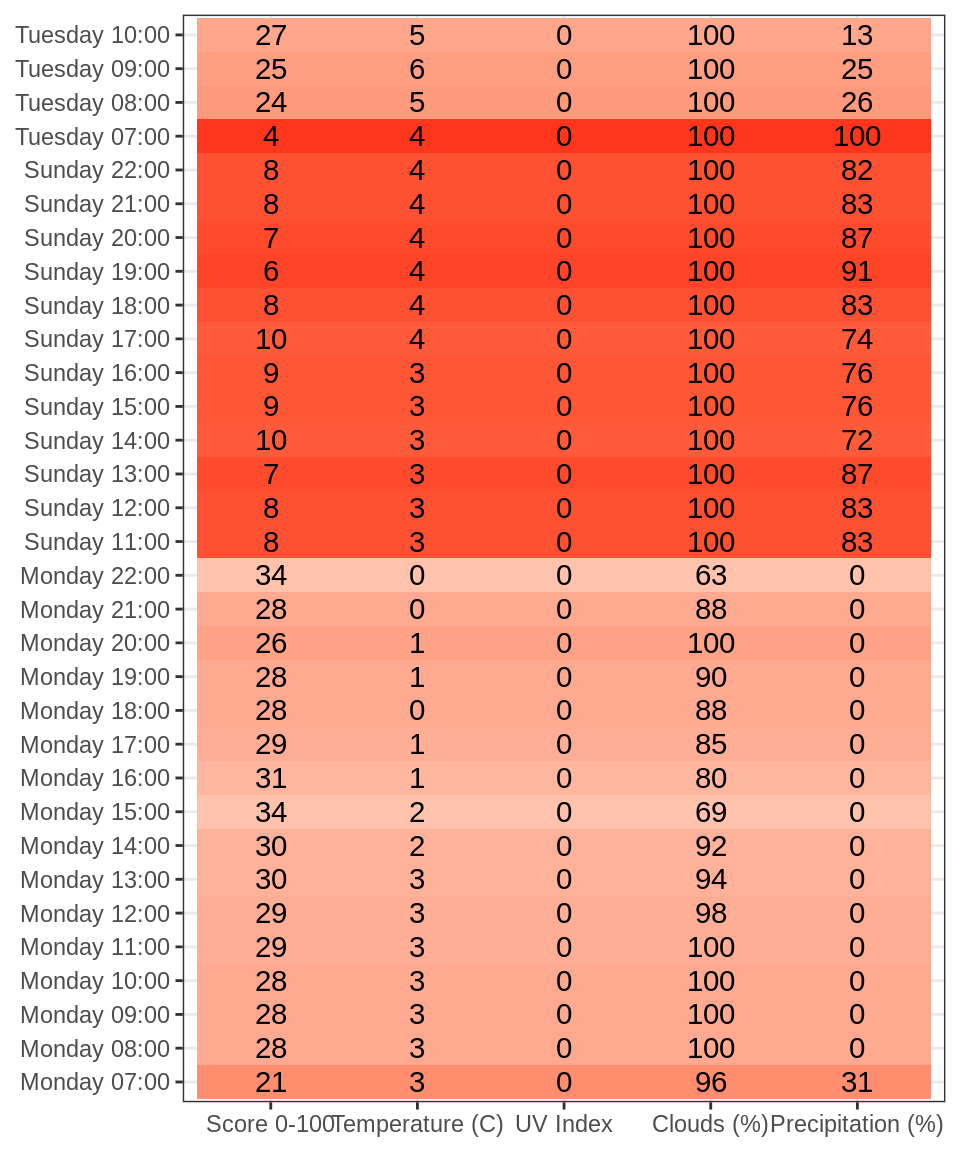 Tuesday 10:00 27 5 0 100 13
Tuesday 09:00 25 6 0 100 25
Tuesday 08:00 24 5 0 100 26
Tuesday 07:00 4 4 0 100 100
Sunday 22:00 8 4 0 100 82
Sunday 21:00 8 4 0 100 83
Sunday 20:00 7 4 0 100 87
Sunday 19:00 6 4 0 100 91
Sunday 18:00 8 4 0 100 83
Sunday 17:00 10 4 0 100 74
Sunday 16:00 9 3 0 100 76
Sunday 15:00 9 3 0 100 76
Sunday 14:00 10 3 0 100 72
Sunday 13:00 7 3 0 100 87
Sunday 12:00 8 3 0 100 83
Sunday 11:00 8 3 0 100 83
Monday 22:00 34 0 0 63 0
Monday 21:00 28 0 0 88 0
Monday 20:00 26 1 0 100 0
Monday 19:00 28 1 0 90 0
Monday 18:00 28 0 0 88 0
Monday 17:00 29 1 0 85 0
Monday 16:00 31 1 0 80 0
Monday 15:00 34 2 0 69 0
Monday 14:00 30 2 0 92 0
Monday 13:00 30 3 0 94 0
Monday 12:00 29 3 0 98 0
Monday 11:00 29 3 0 100 0
Monday 10:00 28 3 0 100 0
Monday 09:00 28 3 0 100 0
Monday 08:00 28 3 0 100 0
Monday 07:00 21 3 0 96 31
Score 0-100 Temperature (C) UV Index Clouds (%) Precipitation (%)